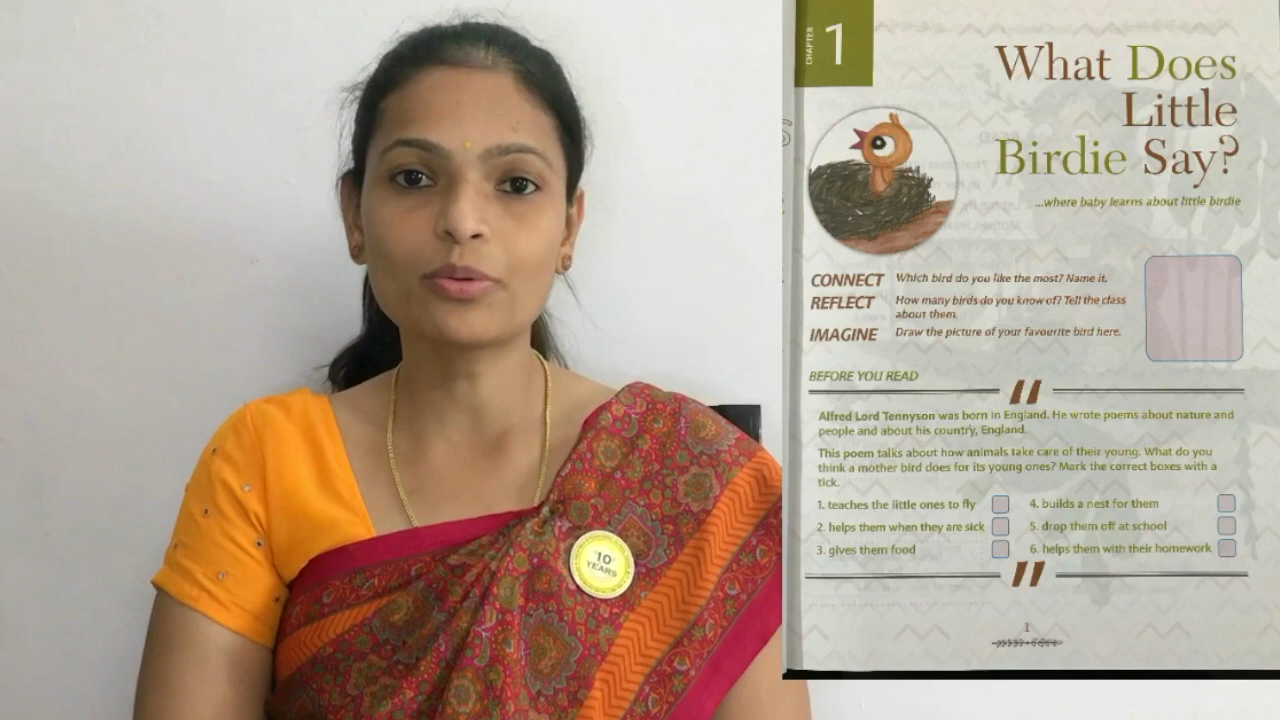 '10'
YEARS
CHAPTER 1
What Does
Little
Birdie Say?
...where baby learns about little birdie
CONNECT Which bird do you like the most? Name it.
REFLECT How many birds do you know of? Tell the class
about them.
IMAGINE Draw the picture of your favourite bird here.
BEFORE YOU READ
Alfred Lord Tennyson was born in England. He wrote poems about nature and
people and about his country, England.
This poem talks about how animals take care of their young. What do you
think a mother bird does for its young ones? Mark the correct boxes with a
tick.
1. teaches the little ones to fly
2. helps them when they are sick
3. gives them food
4. builds a nest for them
5. drop them off at school
6. helps them with their homework
1